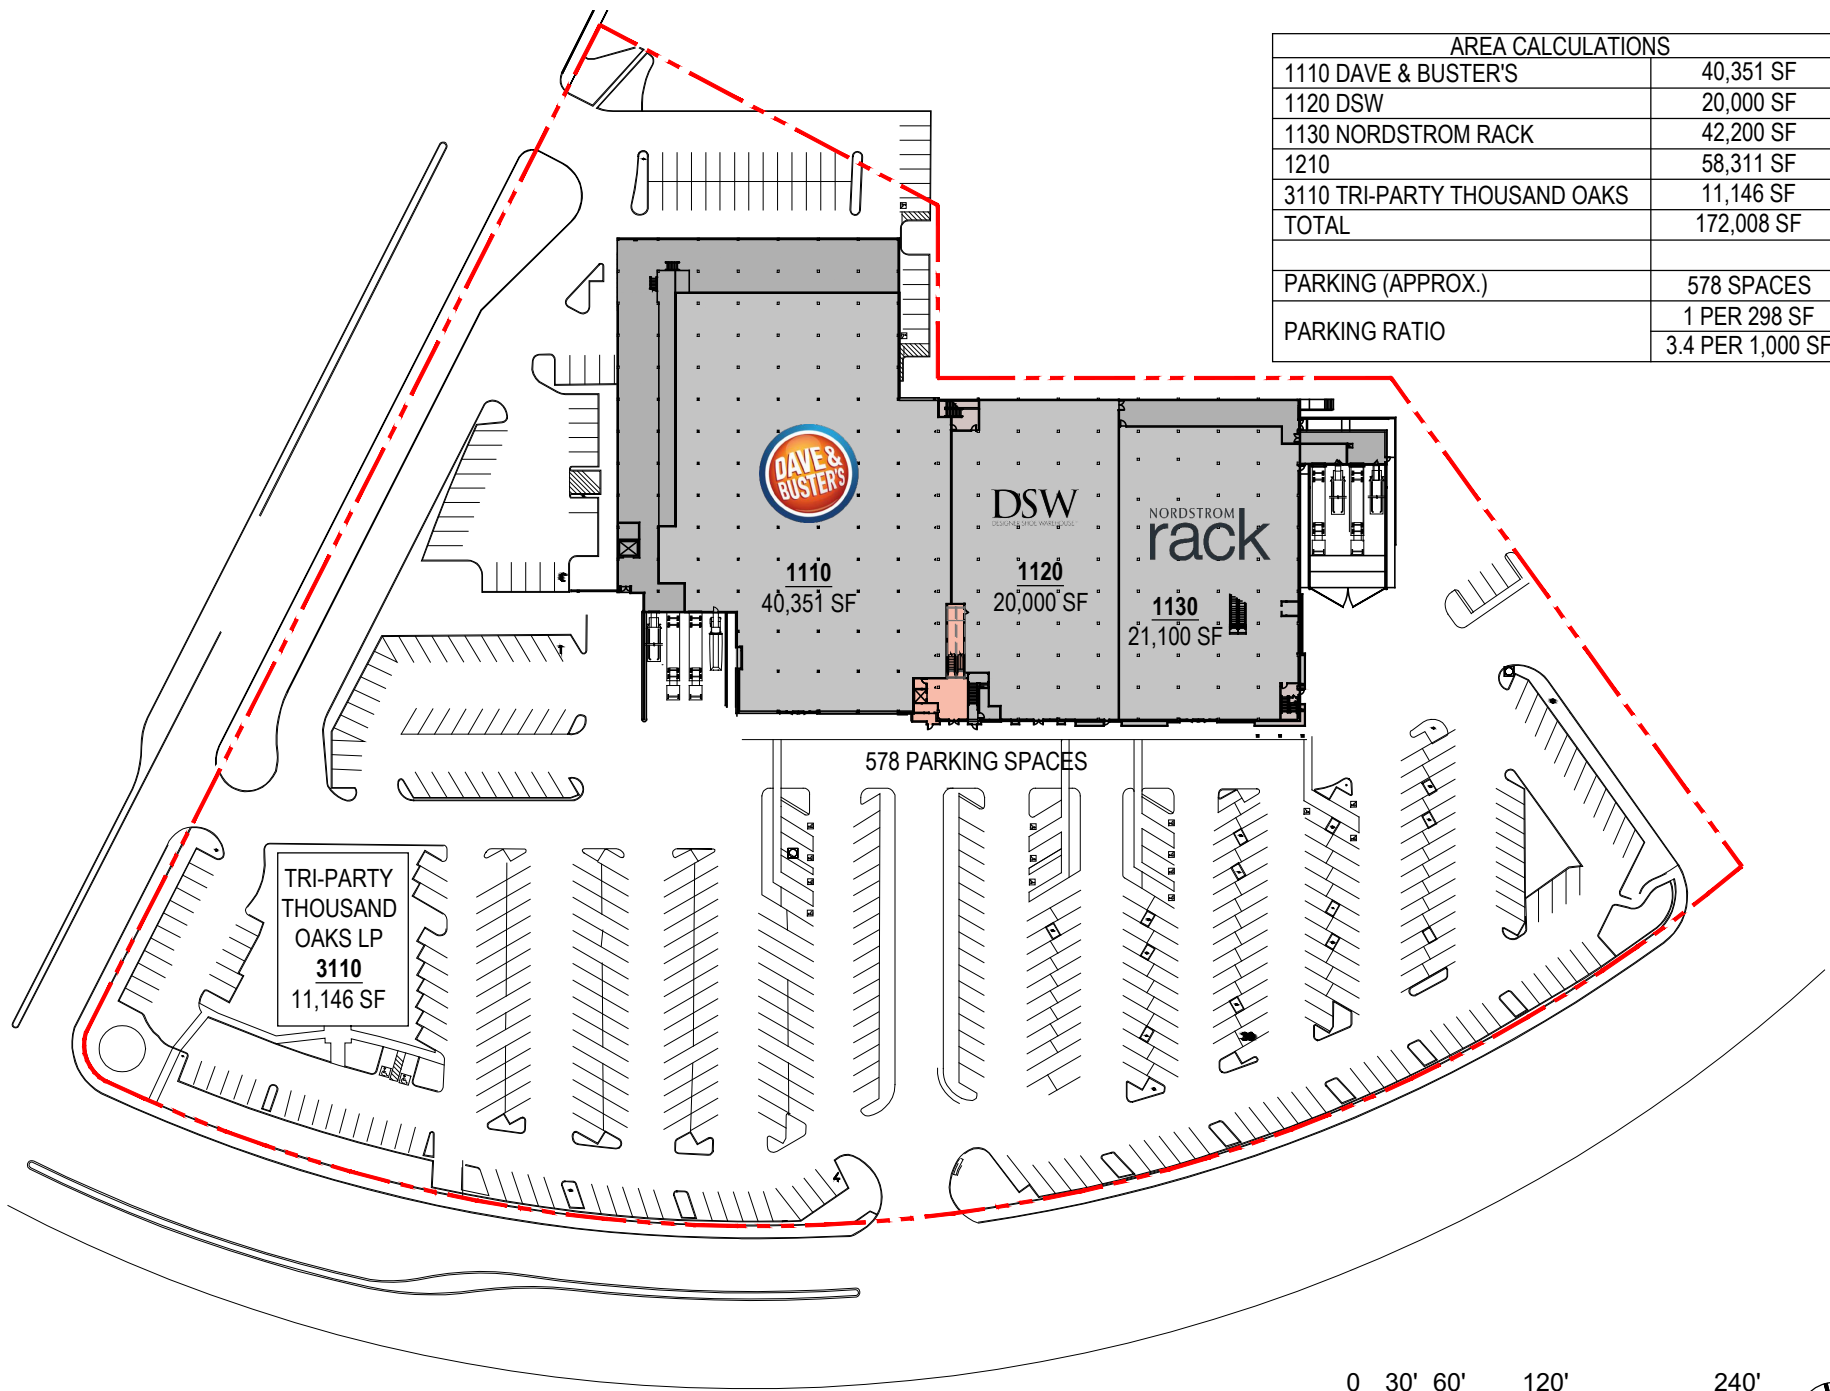 AREA CALCULATIONS
1110 DAVE & BUSTER'S 40,351 SF
1120 DSW 20,000 SF
1130 NORDSTROM RACK 42,200 SF
1210 58,311 SF
3110 TRI-PARTY THOUSAND OAKS 11,146 SF
TOTAL 172,008 SF
PARKING (APPROX.) 578 SPACES
PARKING RATIO 1 PER 298 SF
3.4 PER 1,000 SF
DAVE &
BUSTER'S
1110
40,351 SF
DSW
DESIGNER SHOE WAREHOUSE
1120
20,000 SF
NORDSTROM
rack
1130
21,100 SF
578 PARKING SPACES
TRI-PARTY
THOUSAND
OAKS LP
3110
11,146 SF
0 30' 60' 120' 240'